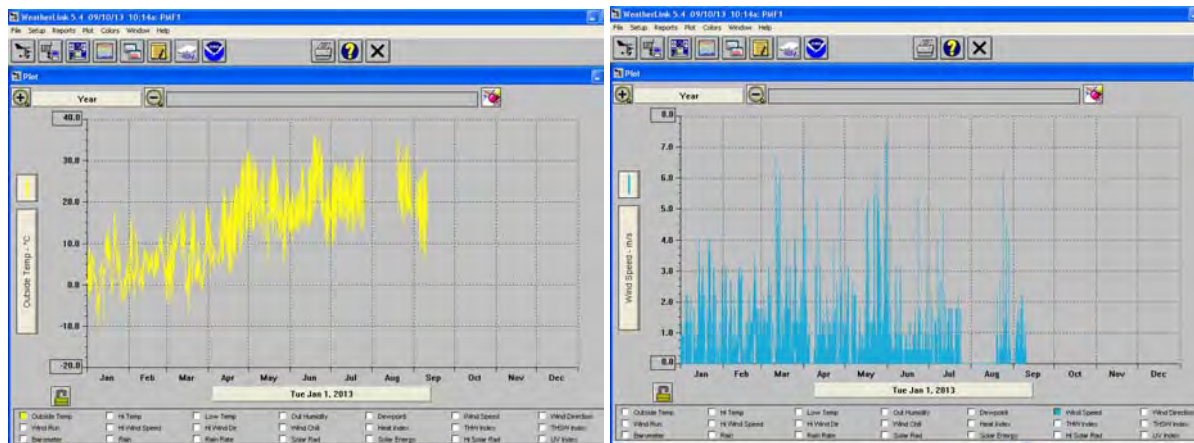 WeatherLink 5.4 09/10/13 10:14a: PMF1
File Setup Reports Plot Colors Window Help
Plot
Year
40.0
30.0
20.0
10.0
0.0
-10.0
-20.0
Outside Temp - °C
Jan Feb Mar Apr May Jun Jul Aug Sep Oct Nov Dec
Tue Jan 1, 2013
Outside Temp Hi Temp Low Temp Out Humidity Dewpoint Wind Speed Wind Direction
Wind Run Hi Wind Speed Hi Wind Dir Wind Chill Heat Index THW Index THSW Index
Barometer Rain Rain Rate Solar Rad Solar Energy Hi Solar Rad UV Index
WeatherLink 5.4 09/10/13 10:14a: PMF1
File Setup Reports Plot Colors Window Help
Plot
Year
8.0
7.0
6.0
5.0
4.0
3.0
2.0
1.0
0.0
Wind Speed - m/s
Jan Feb Mar Apr May Jun Jul Aug Sep Oct Nov Dec
Tue Jan 1, 2013
Outside Temp Hi Temp Low Temp Out Humidity Dewpoint Wind Speed Wind Direction
Wind Run Hi Wind Speed Hi Wind Dir Wind Chill Heat Index THW Index THSW Index
Barometer Rain Rain Rate Solar Rad Solar Energy Hi Solar Rad UV Index